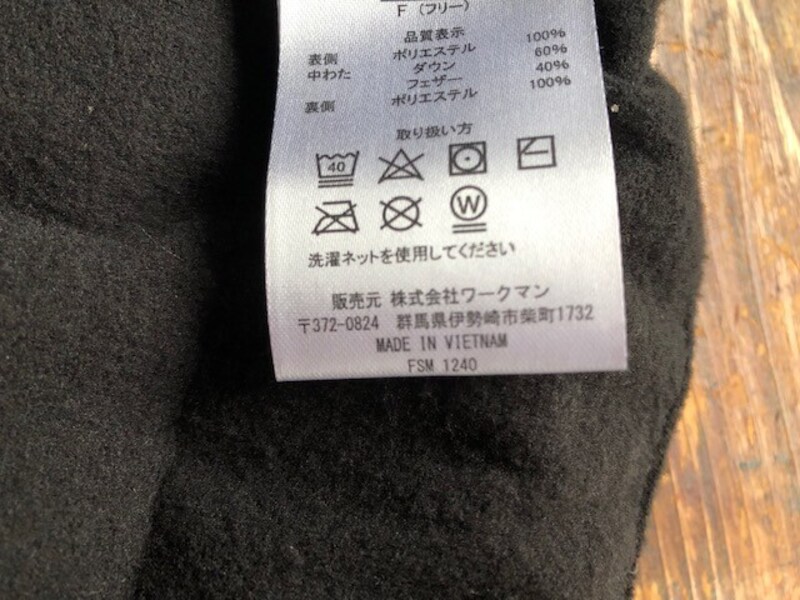 F (フリー)
品質表示
表側 ポリエステル 100%
中わた ダウン 60%
フェザー 40%
裏側 ポリエステル 100%
取り扱い方
40
W
洗濯ネットを使用してください
販売元 株式会社ワークマン
〒372-0824 群馬県伊勢崎市柴町1732
MADE IN VIETNAM
FSM 1240